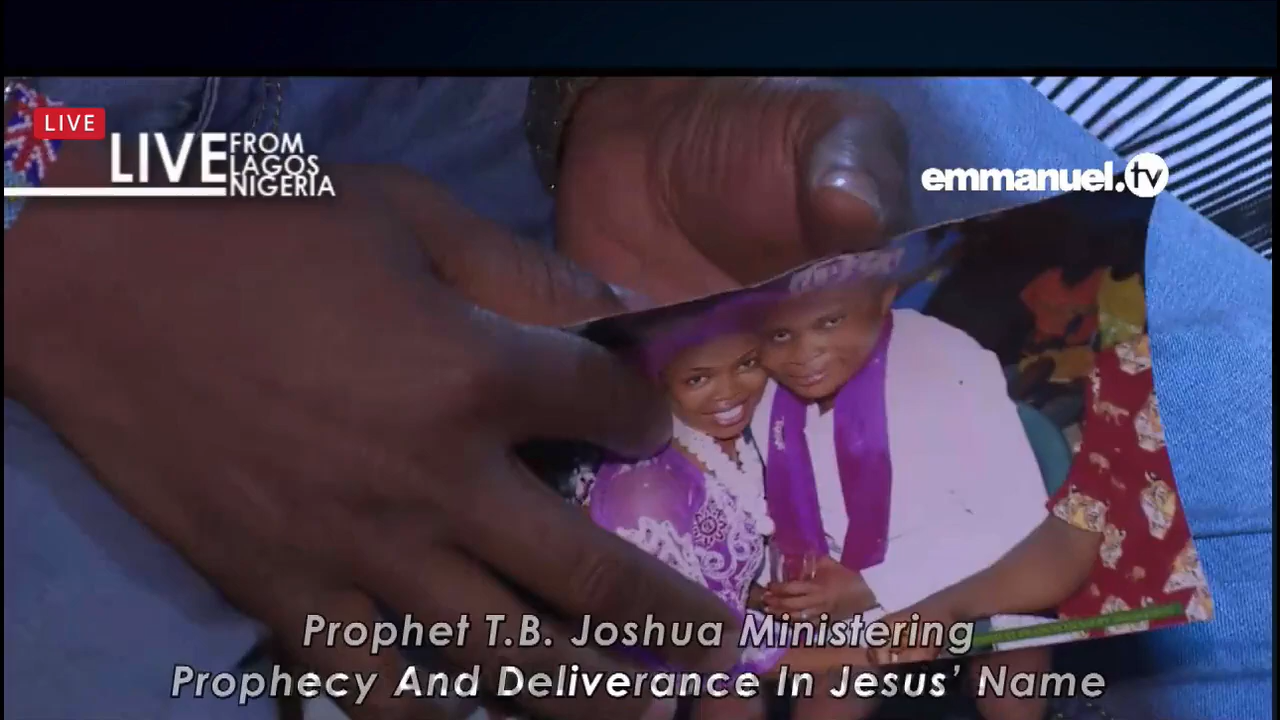 LIVE
LIVE FROM LAGOS NIGERIA
emmanuel.tv
Prophet T.B. Joshua Ministering
Prophecy And Deliverance In Jesus’ Name